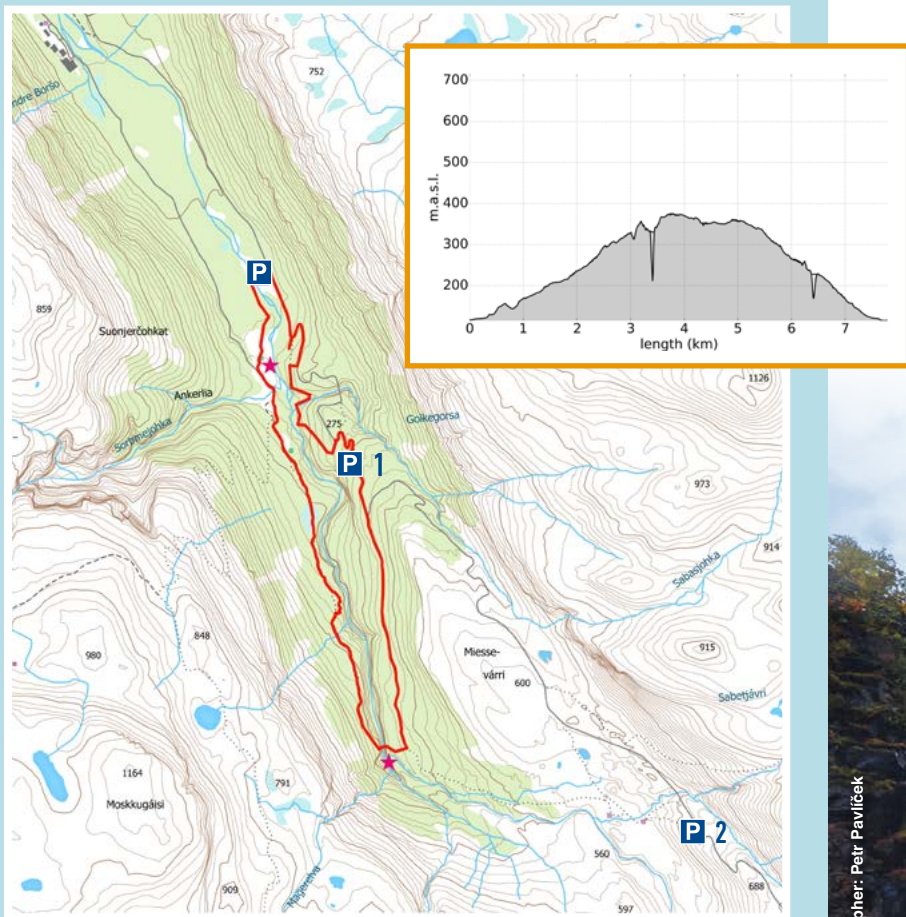 ndre Boršo
752
859
Suonjerčohkat
P
Ankerlia
Sorbmejohka
275
Goikegorsa
P 1
1126
973
914
Sabasjohka
915
Sabetjávri
Miesse-
várri 600
848
980
1164
Moskkugáisi
791
P 2
560
688
909
597
700
600
500
400
300
200
m.a.s.l.
0 1 2 3 4 5 6 7
length (km)
pher: Petr Pavlíček